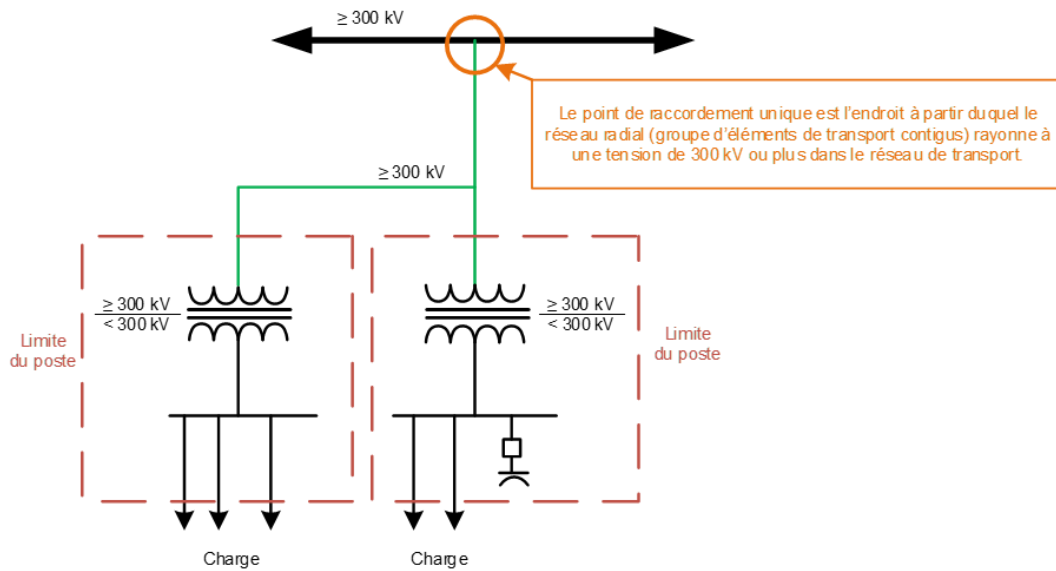 ≥ 300 kV
Le point de raccordement unique est l'endroit à partir duquel le
réseau radial (groupe d'éléments de transport contigus) rayonne à
une tension de 300 kV ou plus dans le réseau de transport.
≥ 300 kV
≥ 300 kV
< 300 kV
≥ 300 kV
< 300 kV
Limite
du poste
Limite
du poste
Charge
Charge